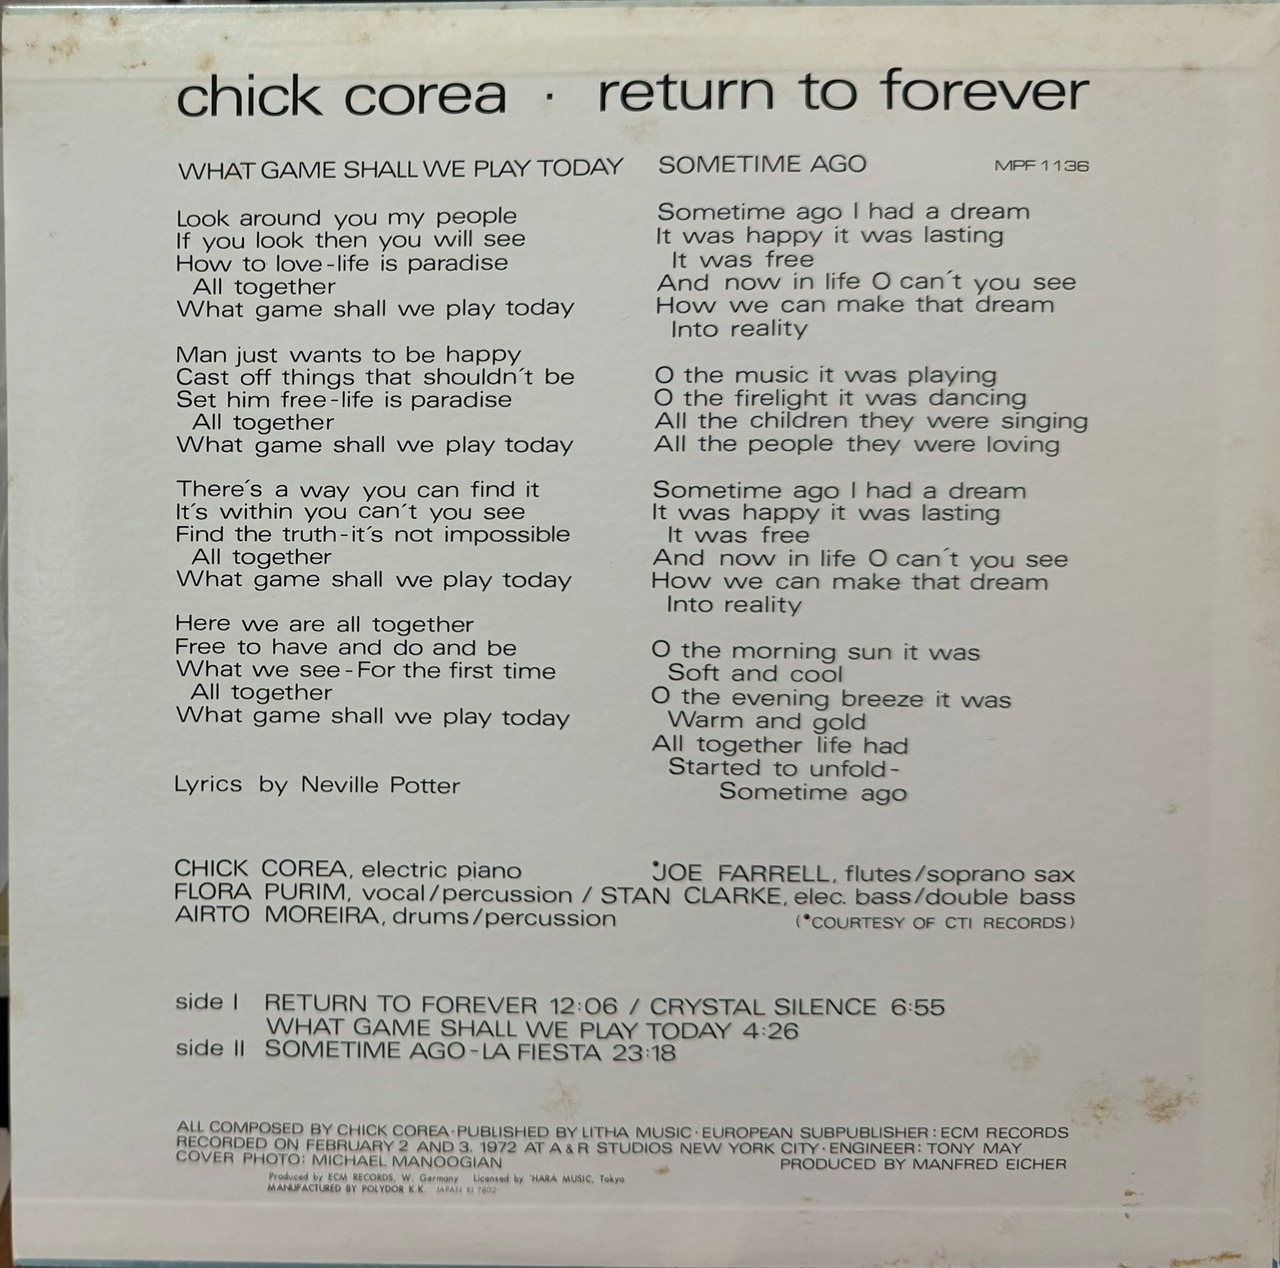 chick corea · return to forever
WHAT GAME SHALL WE PLAY TODAY
Look around you my people
If you look then you will see
How to love-life is paradise
All together
What game shall we play today
Man just wants to be happy
Cast off things that shouldn´t be
Set him free-life is paradise
All together
What game shall we play today
There´s a way you can find it
It´s within you can´t you see
Find the truth-it´s not impossible
All together
What game shall we play today
Here we are all together
Free to have and do and be
What we see-For the first time
All together
What game shall we play today
Lyrics by Neville Potter
SOMETIME AGO
MPF 1136
Sometime ago I had a dream
It was happy it was lasting
It was free
And now in life O can´t you see
How we can make that dream
Into reality
O the music it was playing
O the firelight it was dancing
All the children they were singing
All the people they were loving
Sometime ago I had a dream
It was happy it was lasting
It was free
And now in life O can´t you see
How we can make that dream
Into reality
O the morning sun it was
Soft and cool
O the evening breeze it was
Warm and gold
All together life had
Started to unfold-
Sometime ago
CHICK COREA, electric piano *JOE FARRELL, flutes/soprano sax
FLORA PURIM, vocal/percussion / STAN CLARKE, elec. bass/double bass
AIRTO MOREIRA, drums/percussion (*COURTESY OF CTI RECORDS)
side I RETURN TO FOREVER 12:06 / CRYSTAL SILENCE 6:55
WHAT GAME SHALL WE PLAY TODAY 4:26
side II SOMETIME AGO-LA FIESTA 23:18
ALL COMPOSED BY CHICK COREA·PUBLISHED BY LITHA MUSIC·EUROPEAN SUBPUBLISHER: ECM RECORDS
RECORDED ON FEBRUARY 2 AND 3, 1972 AT A&R STUDIOS NEW YORK CITY·ENGINEER: TONY MAY
COVER PHOTO: MICHAEL MANOOGIAN PRODUCED BY MANFRED EICHER
Produced by ECM RECORDS, W. Germany Licensed by 'HARA MUSIC, Tokyo
MANUFACTURED BY POLYDOR K.K. JAPAN KI 7802